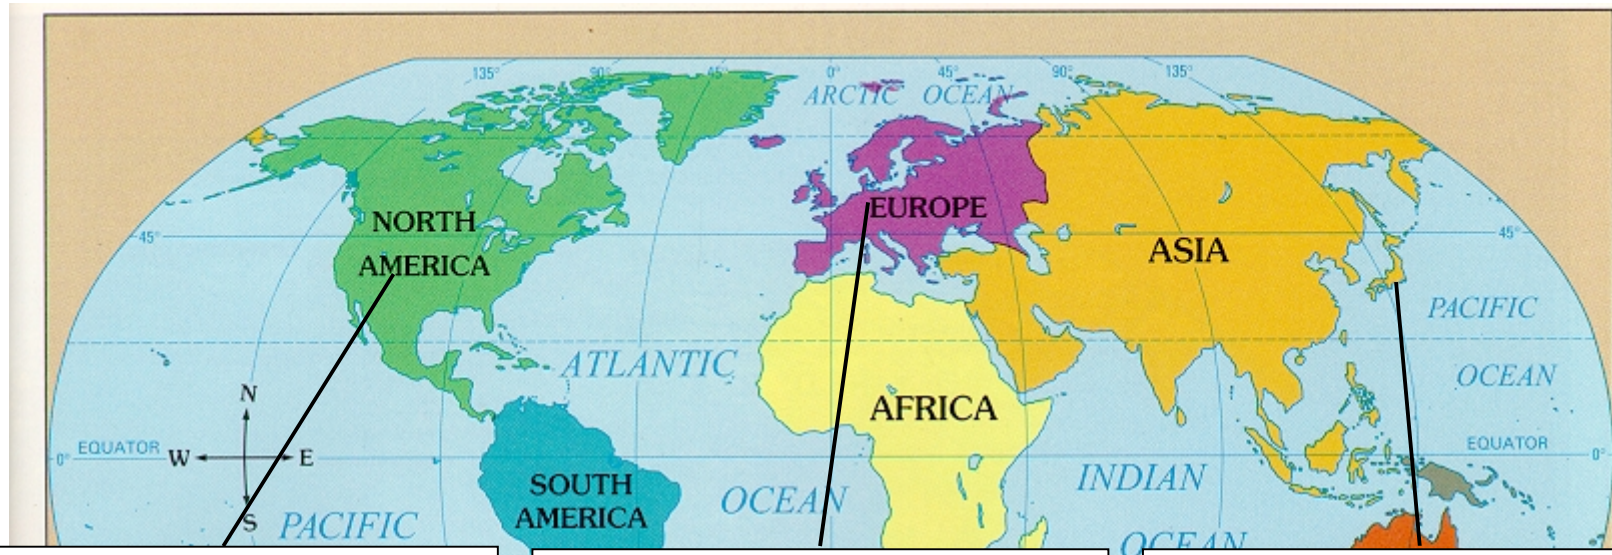 135° 90° 45° 0° 45° 90° 135°
ARCTIC OCEAN
NORTH
AMERICA
EUROPE
ASIA
45°
45°
PACIFIC
OCEAN
ATLANTIC
OCEAN
AFRICA
N
W E
S
EQUATOR
0°
EQUATOR
0°
SOUTH
AMERICA
INDIAN
OCEAN
PACIFIC